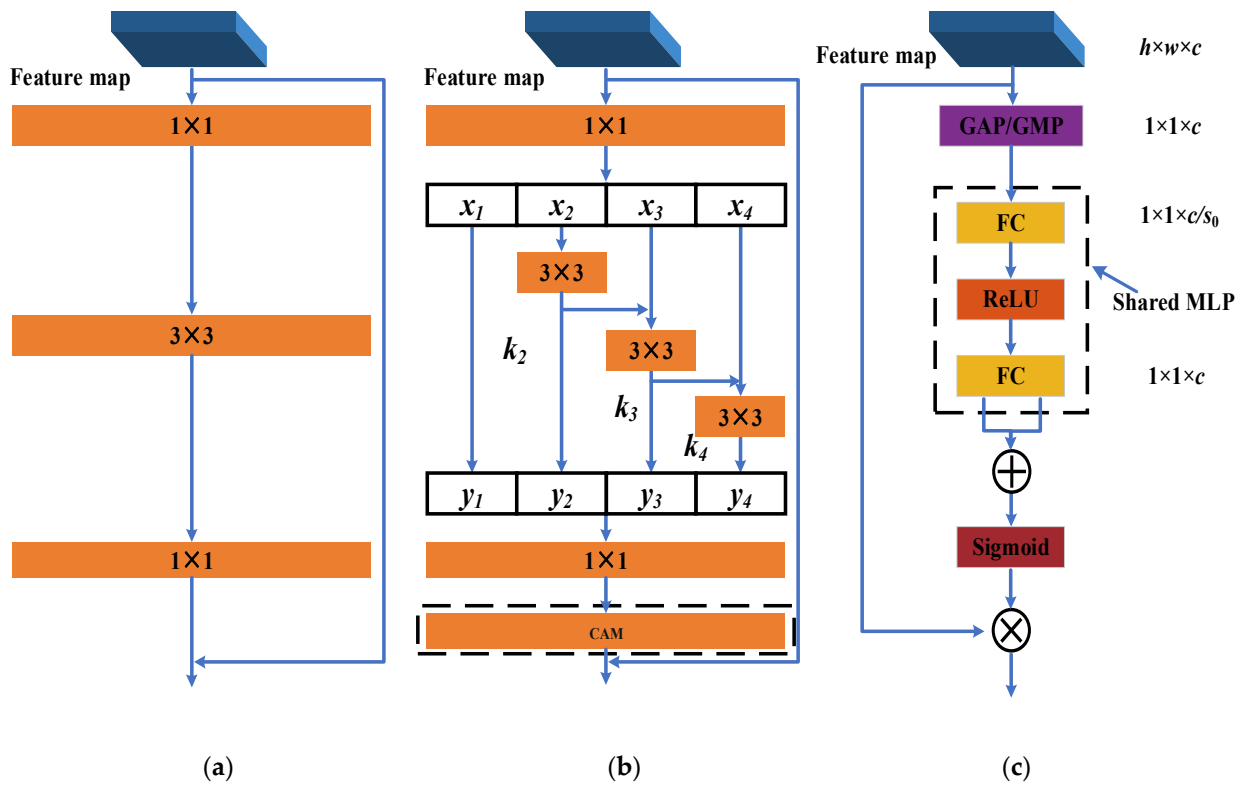 Feature map
1×1
3×3
1×1
(a)
Feature map
1×1
x1 x2 x3 x4
3×3
k2
3×3
k3
3×3
k4
y1 y2 y3 y4
1×1
CAM
(b)
Feature map
h×w×c
GAP/GMP
1×1×c
FC
1×1×c/s0
ReLU
Shared MLP
FC
1×1×c
Sigmoid
(c)